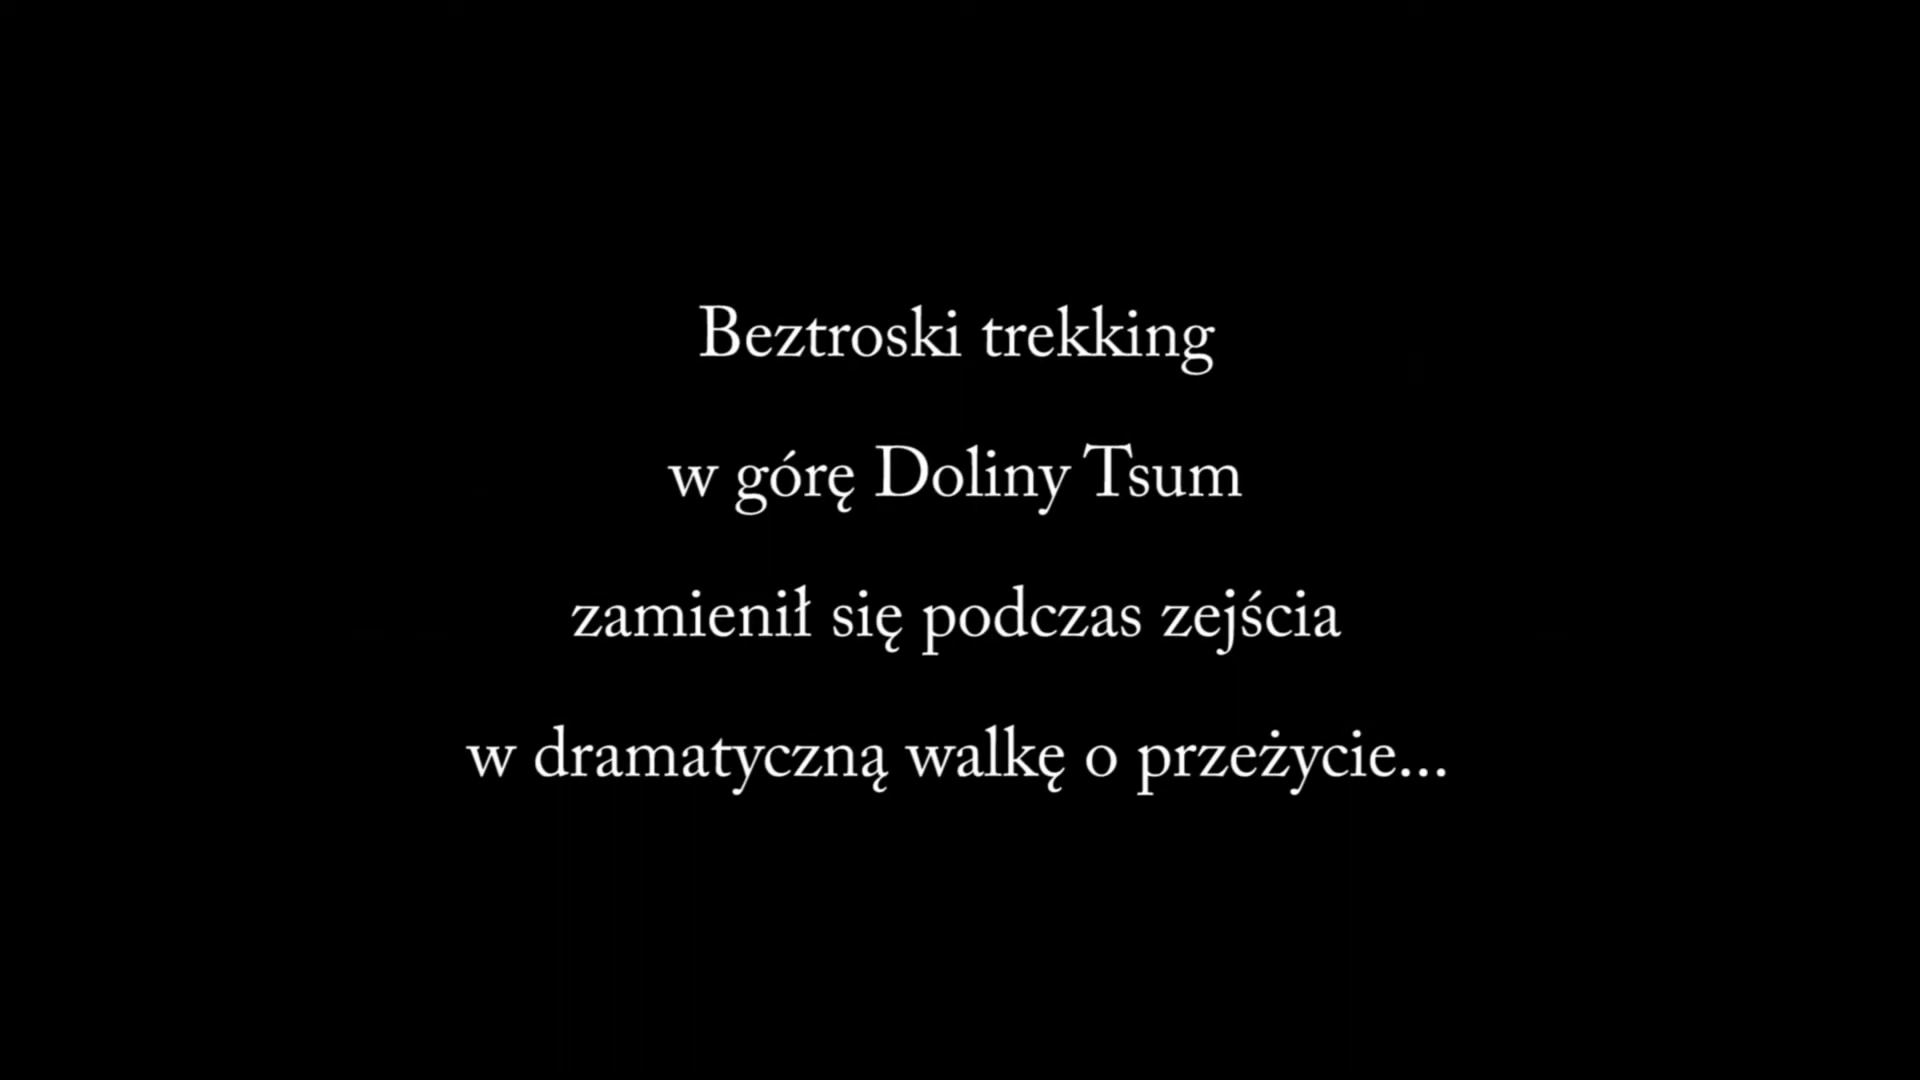 Beztroski trekking
w górę Doliny Tsum
zamienił się podczas zejścia
w dramatyczną walkę o przeżycie...